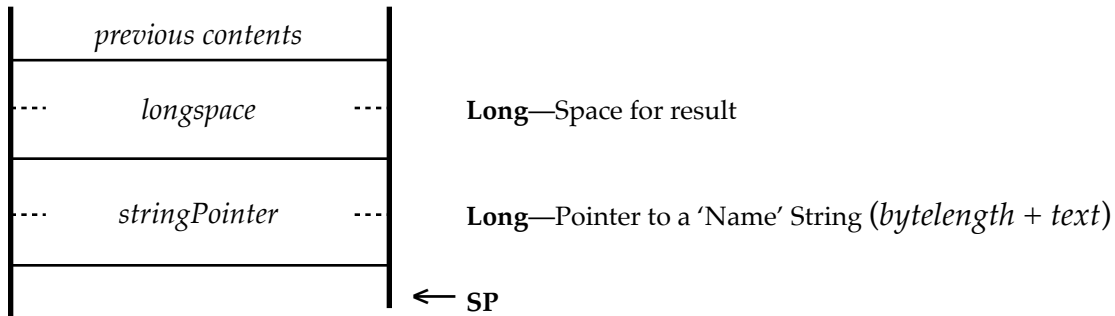 previous contents
longspace Long—Space for result
stringPointer Long—Pointer to a ‘Name’ String (bytelength + text)
SP